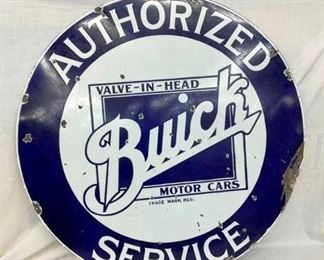 AUTHORIZED
VALVE-IN-HEAD
Buick
MOTOR CARS
TRADE MARK, REG.
SERVICE